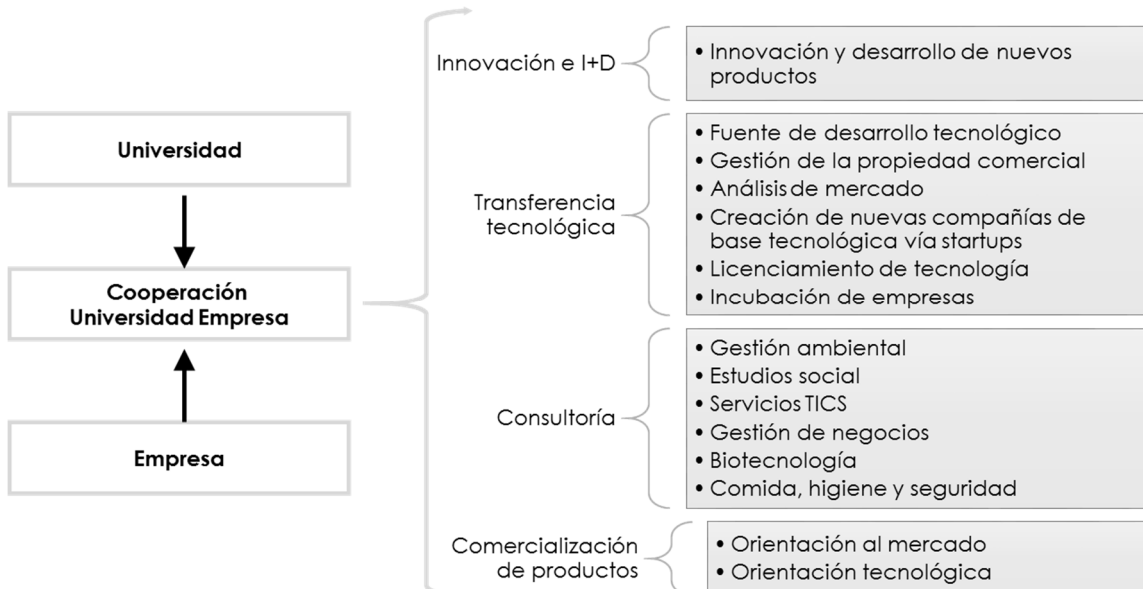 Universidad
Cooperación
Universidad Empresa
Empresa
Innovación e I+D
• Innovación y desarrollo de nuevos
productos
Transferencia
tecnológica
• Fuente de desarrollo tecnológico
• Gestión de la propiedad comercial
• Análisis de mercado
• Creación de nuevas compañías de
base tecnológica vía startups
• Licenciamiento de tecnología
• Incubación de empresas
Consultoría
• Gestión ambiental
• Estudios social
• Servicios TICS
• Gestión de negocios
• Biotecnología
• Comida, higiene y seguridad
Comercialización
de productos
• Orientación al mercado
• Orientación tecnológica